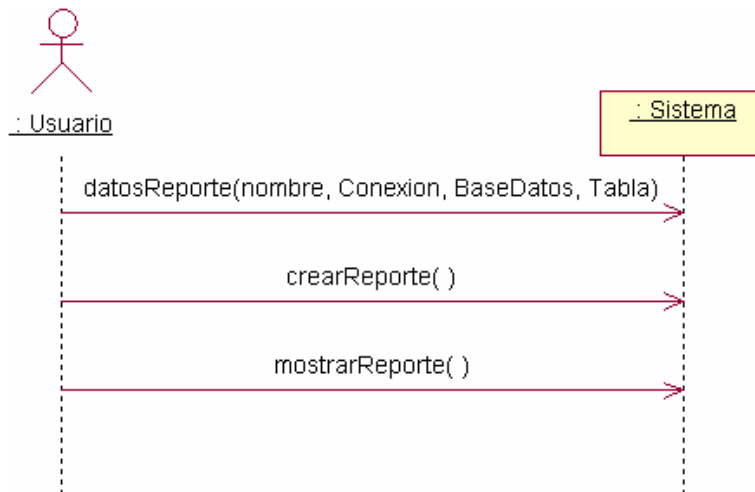 : Usuario
: Sistema
datosReporte(nombre, Conexion, BaseDatos, Tabla)
crearReporte( )
mostrarReporte( )